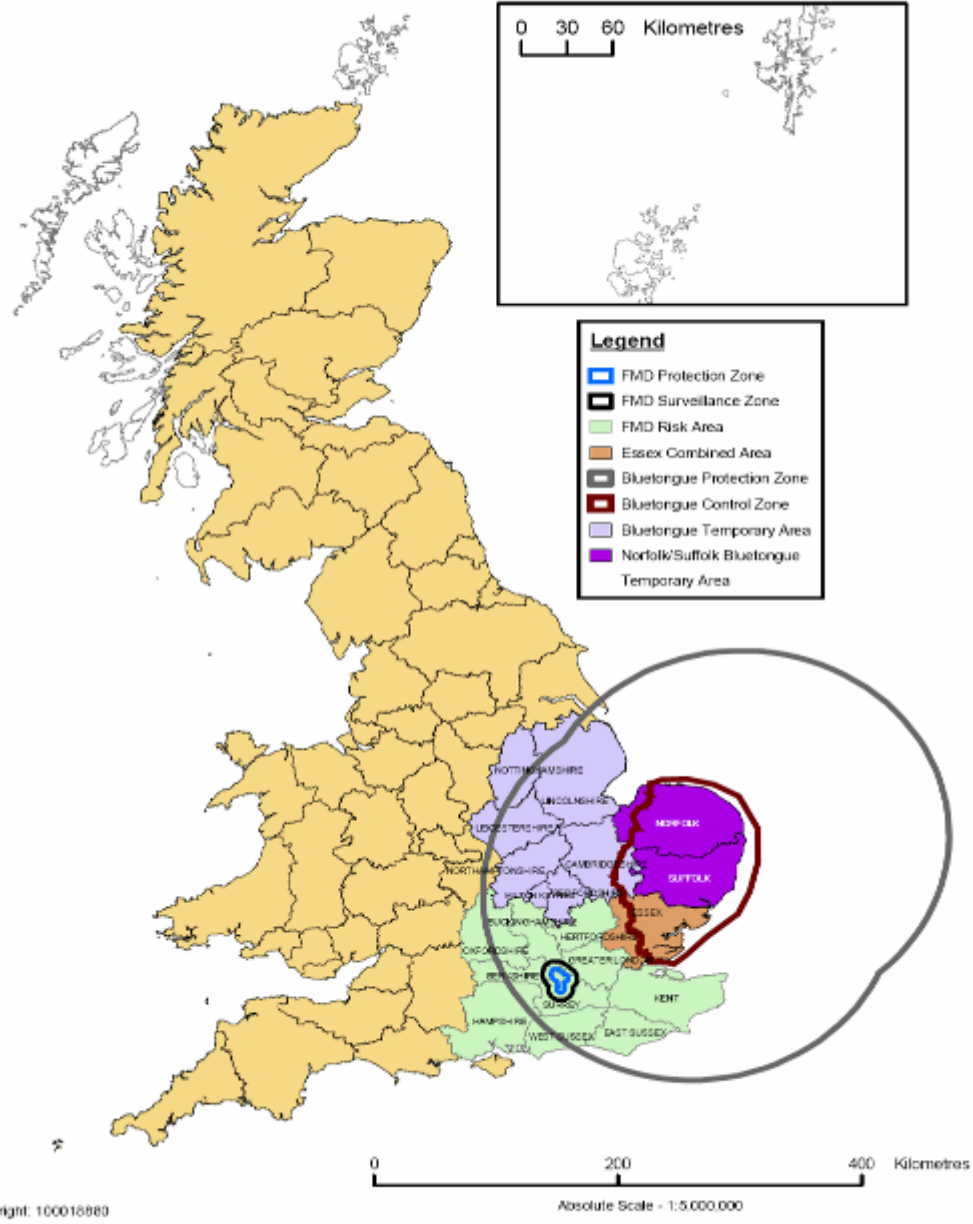 0 30 60 Kilometres
Legend
FMD Protection Zone
FMD Surveillance Zone
FMD Risk Area
Essex Combined Area
Bluetongue Protection Zone
Bluetongue Control Zone
Bluetongue Temporary Area
Norfolk/Suffolk Bluetongue
Temporary Area
NOTTINGHAMSHIRE
LINCOLNSHIRE
NORFOLK
LEICESTERSHIRE
CAMBRIDGESHIRE
NORTHAMPTONSHIRE
SUFFOLK
ESSEX
BUCKINGHAMSHIRE
HERTFORDSHIRE
OXFORDSHIRE
GREATER LOND
BERKSHIRE
KENT
SURREY
HAMPSHIRE
EAST SUSSEX
WEST SUSSEX
0 200 400 Kilometres
Absolute Scale - 1:5,000,000
right: 100018880